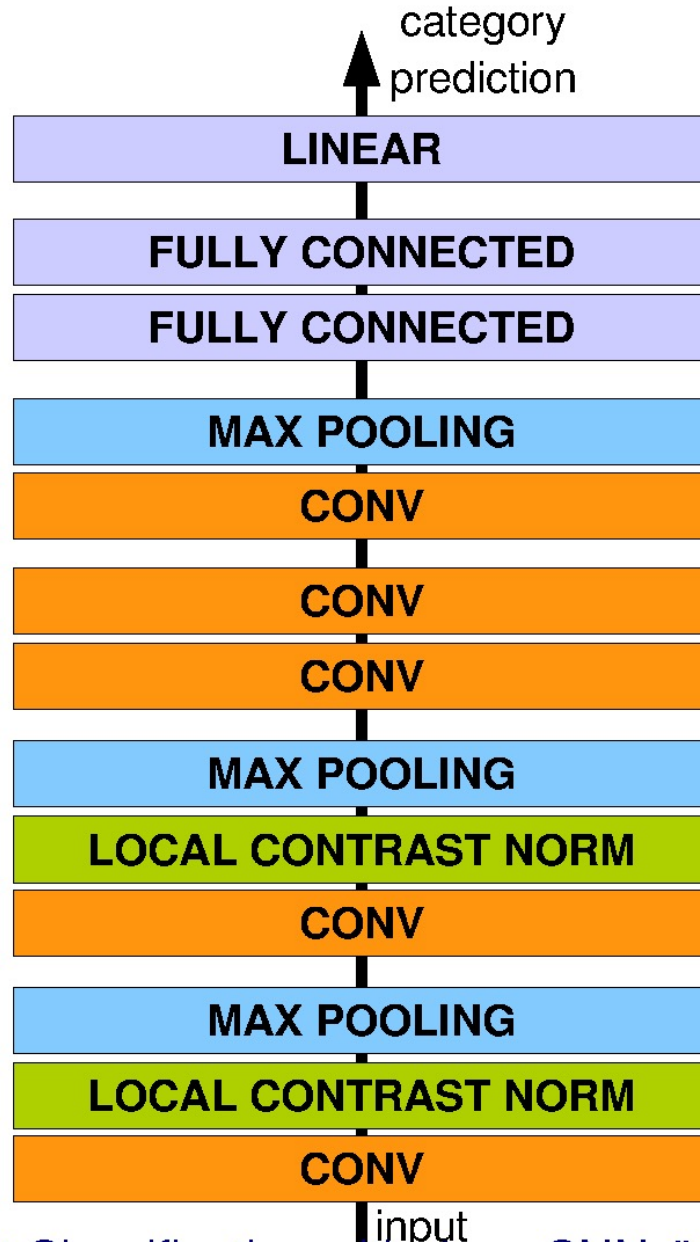 category
prediction
LINEAR
FULLY CONNECTED
FULLY CONNECTED
MAX POOLING
CONV
CONV
CONV
MAX POOLING
LOCAL CONTRAST NORM
CONV
MAX POOLING
LOCAL CONTRAST NORM
CONV
input